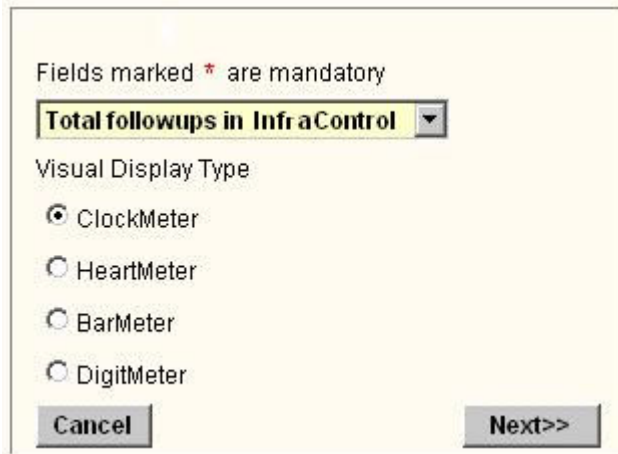 Fields marked * are mandatory
Total followups in InfraControl
Visual Display Type
ClockMeter
HeartMeter
BarMeter
DigitMeter
Cancel Next>>